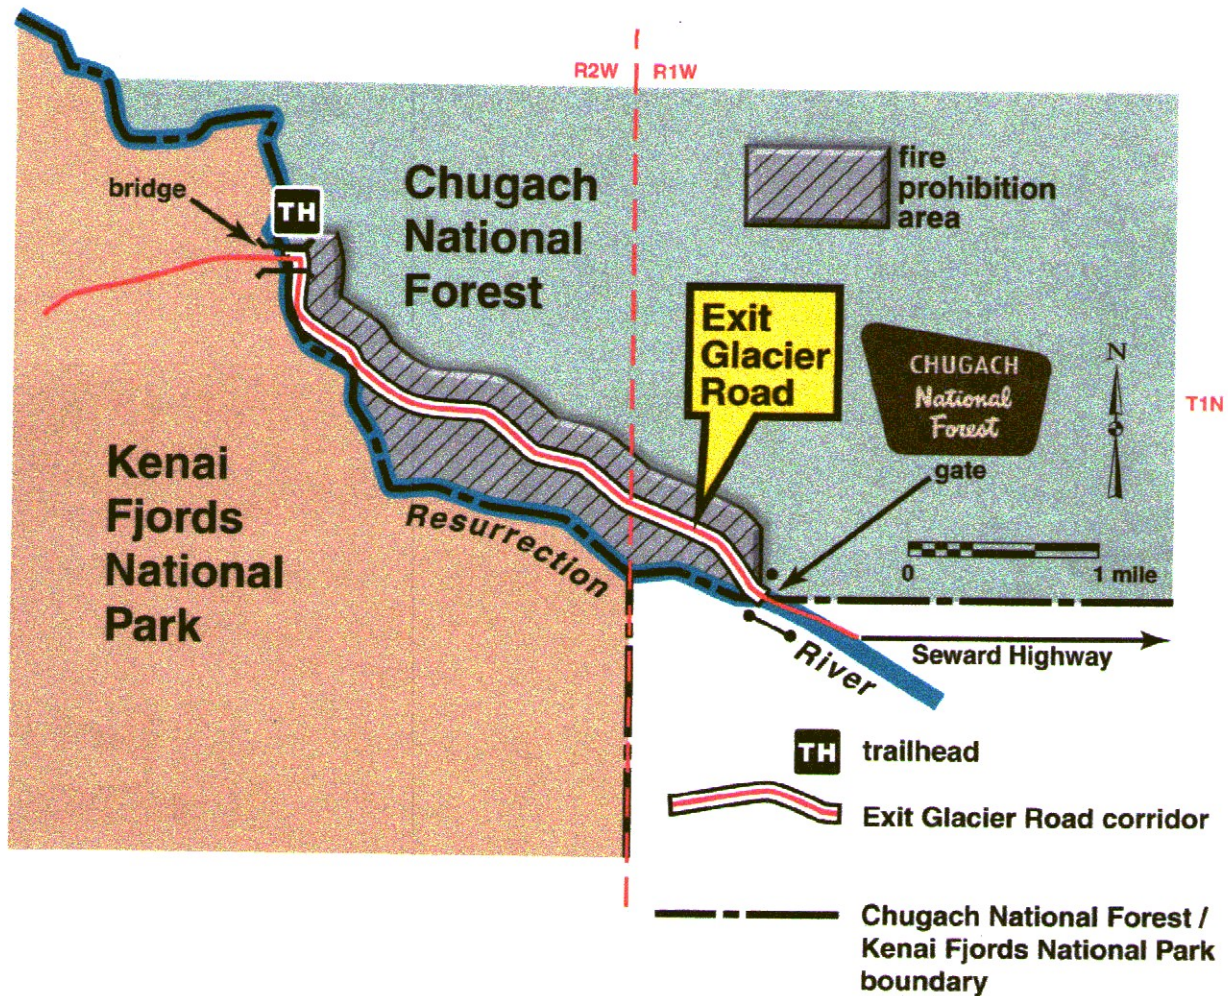 R2W
R1W
bridge
TH
Chugach
National
Forest
fire
prohibition
area
Exit
Glacier
Road
CHUGACH
National
Forest
gate
N
T1N
0
1 mile
Kenai
Fjords
National
Park
Resurrection
River
Seward Highway
TH
trailhead
Exit Glacier Road corridor
Chugach National Forest /
Kenai Fjords National Park
boundary